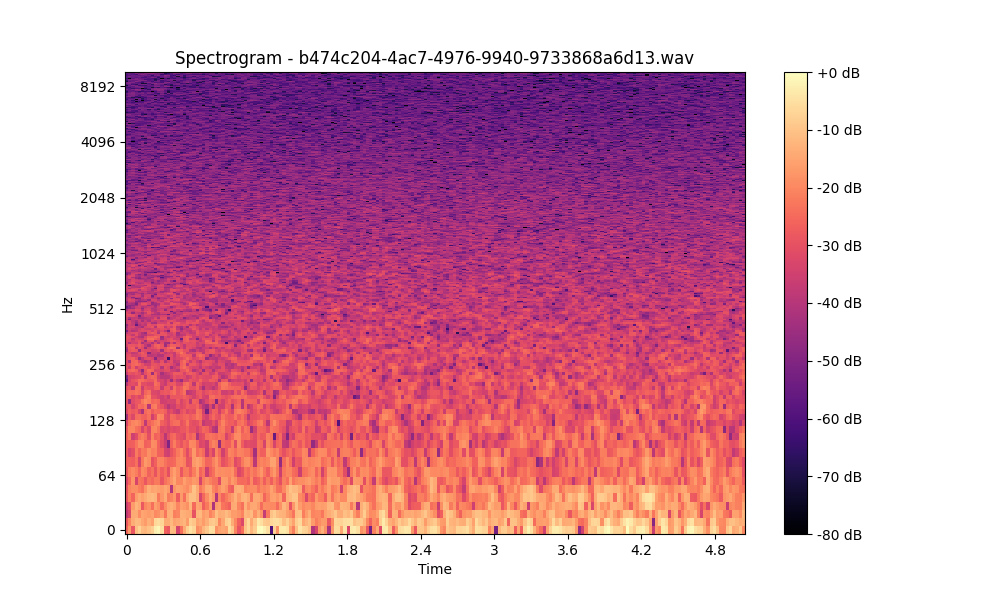 Spectrogram - b474c204-4ac7-4976-9940-9733868a6d13.wav
8192
4096
2048
1024
512
256
128
64
0
Hz
0 0.6 1.2 1.8 2.4 3 3.6 4.2 4.8
Time
+0 dB
-10 dB
-20 dB
-30 dB
-40 dB
-50 dB
-60 dB
-70 dB
-80 dB